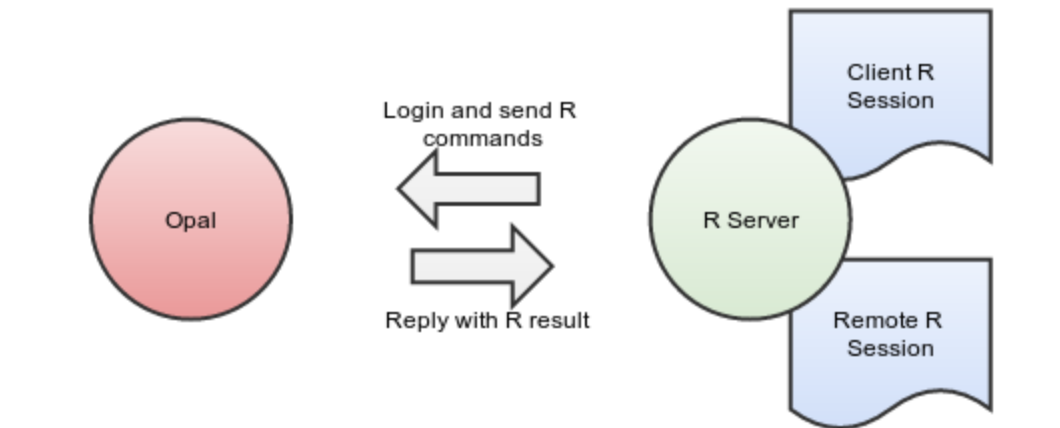 Client R
Session
Login and send R
commands
Opal
R Server
Reply with R result
Remote R
Session